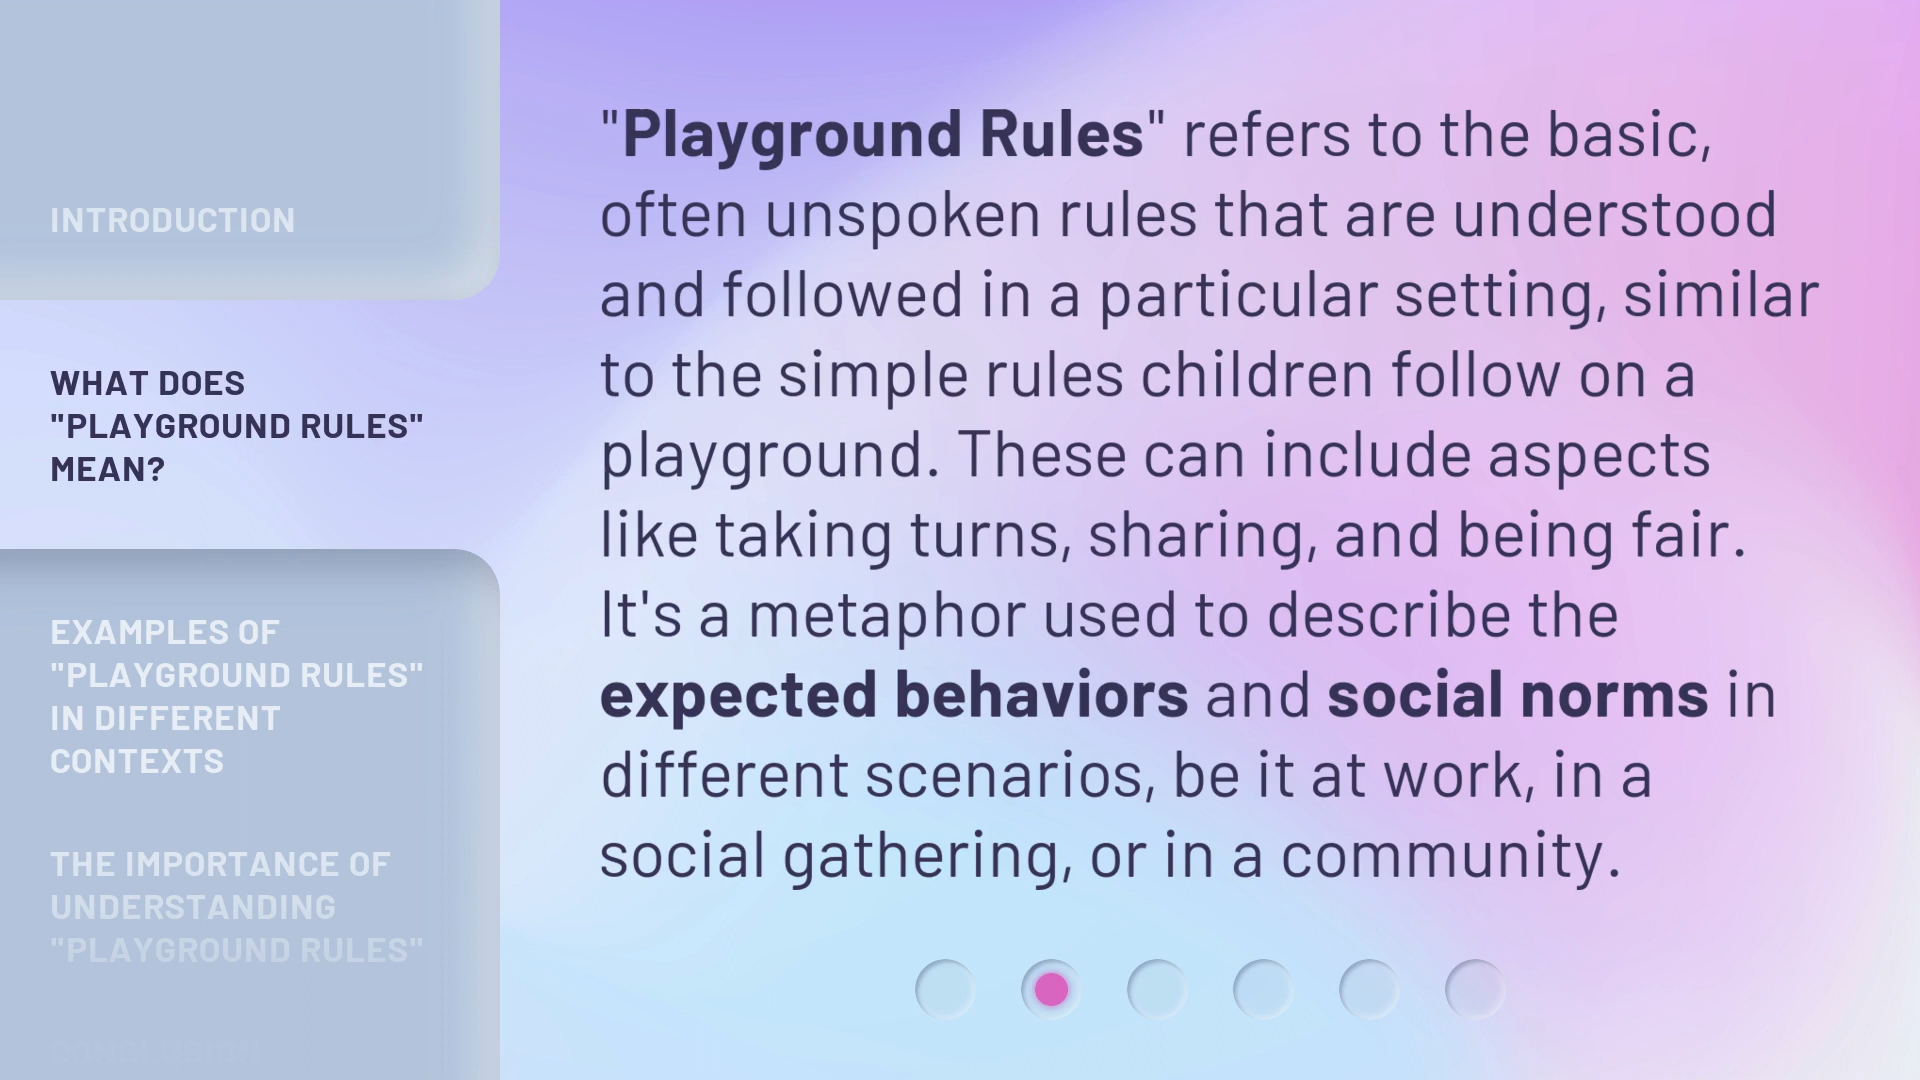 INTRODUCTION
WHAT DOES
"PLAYGROUND RULES"
MEAN?
EXAMPLES OF
"PLAYGROUND RULES"
IN DIFFERENT
CONTEXTS
THE IMPORTANCE OF
UNDERSTANDING
"PLAYGROUND RULES"
CONCLUSION
"Playground Rules" refers to the basic,
often unspoken rules that are understood
and followed in a particular setting, similar
to the simple rules children follow on a
playground. These can include aspects
like taking turns, sharing, and being fair.
It's a metaphor used to describe the
expected behaviors and social norms in
different scenarios, be it at work, in a
social gathering, or in a community.